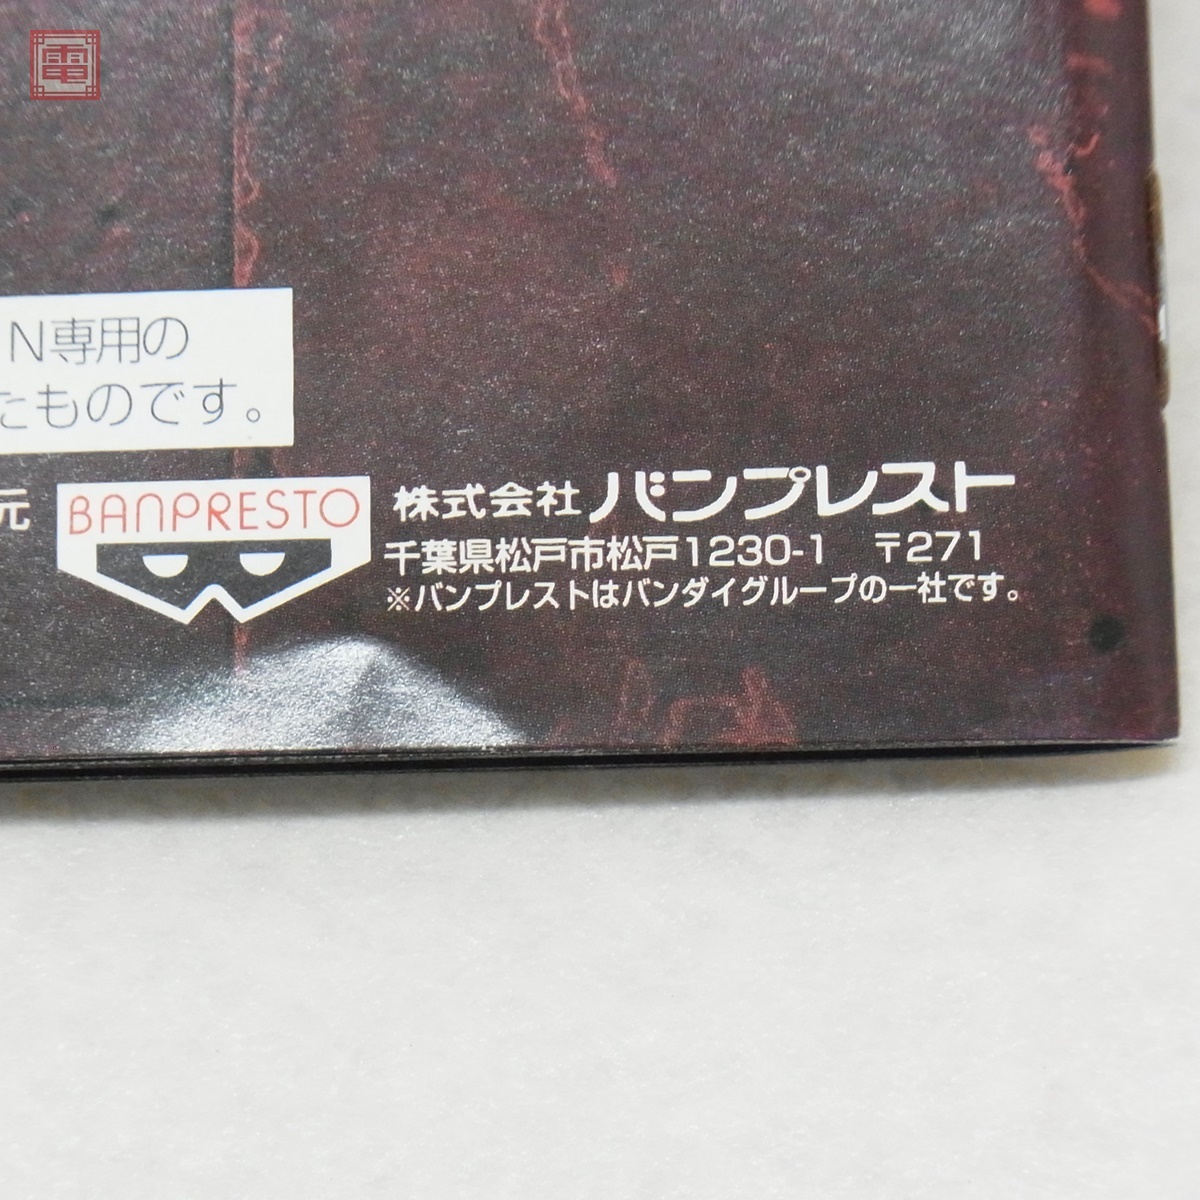 電
N専用の
たものです。
元
BANPRESTO
株式会社バンプレスト
千葉県松戸市松戸1230-1 〒271
※バンプレストはバンダイグループの一社です。